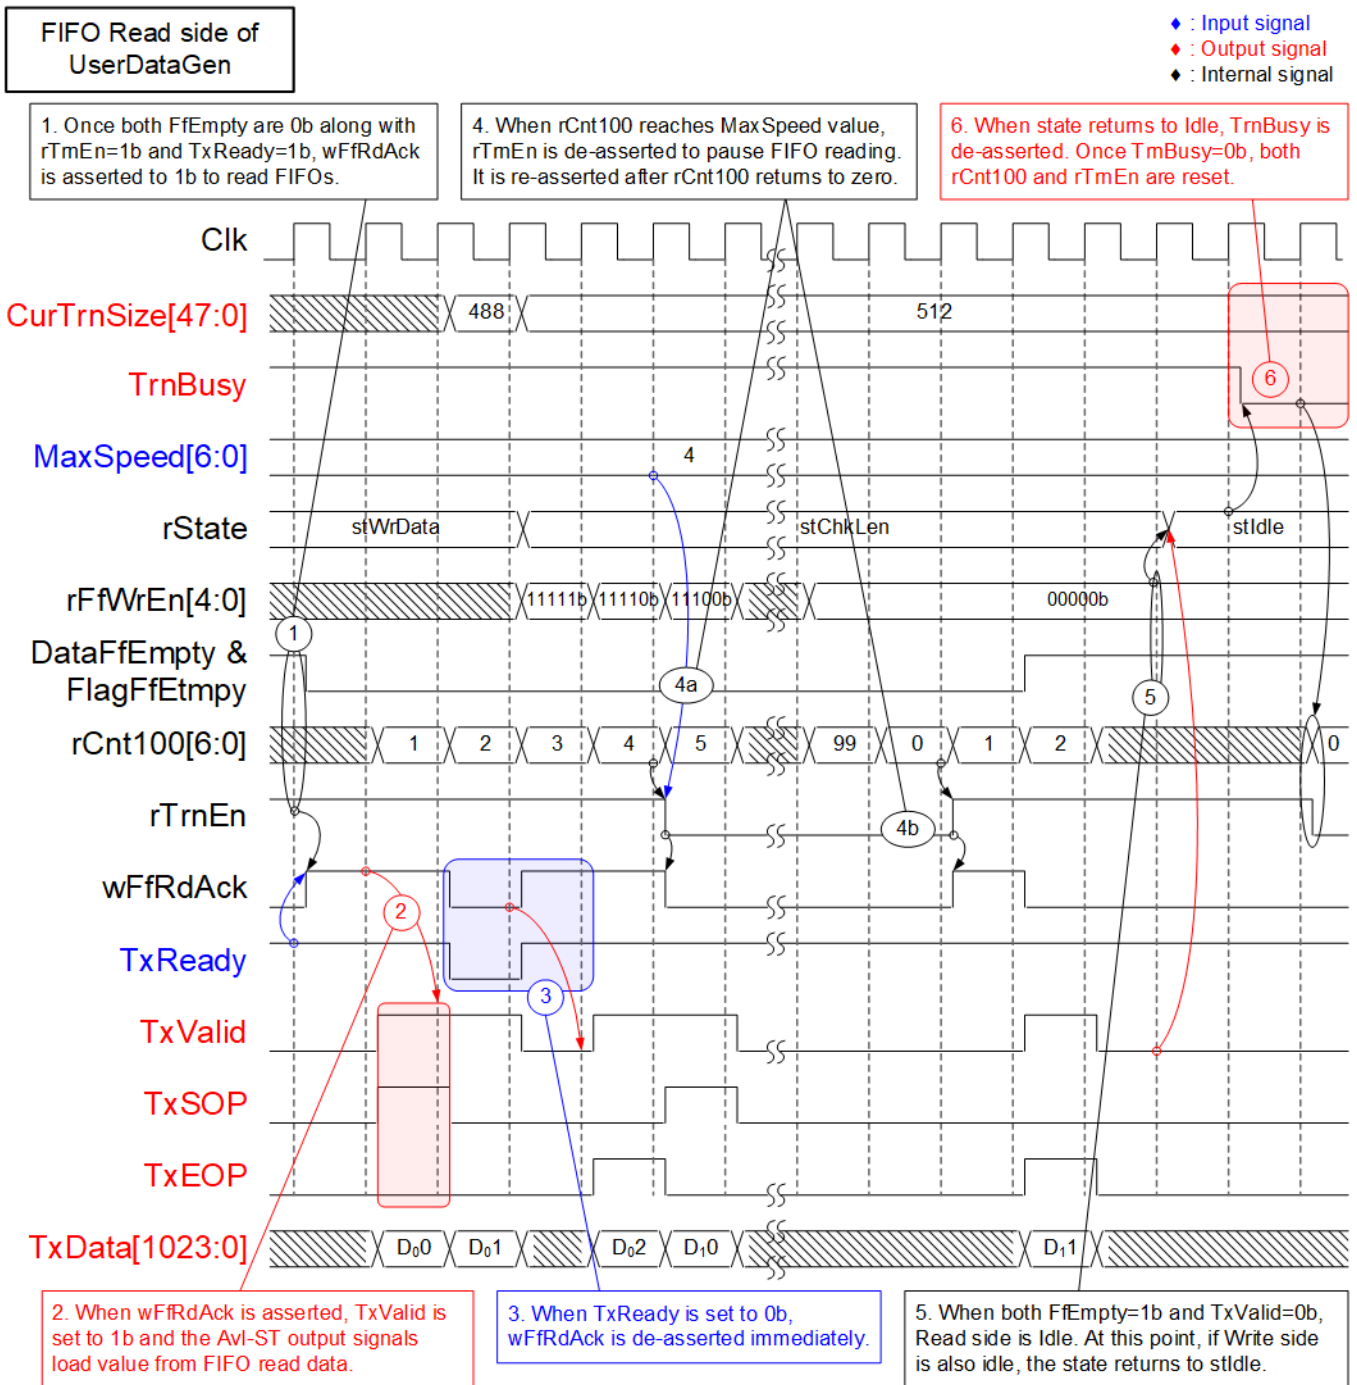 FIFO Read side of
UserDataGen
♦ : Input signal
♦ : Output signal
♦ : Internal signal
1. Once both FfEmpty are 0b along with
rTrnEn=1b and TxReady=1b, wFfRdAck
is asserted to 1b to read FIFOs.
4. When rCnt100 reaches MaxSpeed value,
rTrnEn is de-asserted to pause FIFO reading.
It is re-asserted after rCnt100 returns to zero.
6. When state returns to Idle, TrnBusy is
de-asserted. Once TrnBusy=0b, both
rCnt100 and rTrnEn are reset.
Clk
CurTrnSize[47:0]
488
512
TrnBusy
6
MaxSpeed[6:0]
4
rState
stWrData
stChkLen
stIdle
rFfWrEn[4:0]
11111b
11110b
11100b
00000b
1
DataFfEmpty &
FlagFfEtmpy
4a
5
rCnt100[6:0]
1
2
3
4
5
99
0
1
2
0
rTrnEn
4b
wFfRdAck
2
TxReady
3
TxValid
TxSOP
TxEOP
TxData[1023:0]
D₀0
D₀1
D₀2
D₁0
D₁1
2. When wFfRdAck is asserted, TxValid is
set to 1b and the Avl-ST output signals
load value from FIFO read data.
3. When TxReady is set to 0b,
wFfRdAck is de-asserted immediately.
5. When both FfEmpty=1b and TxValid=0b,
Read side is Idle. At this point, if Write side
is also idle, the state returns to stIdle.